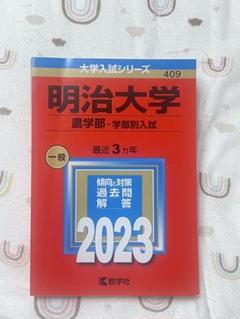 大学入試シリーズ
409
明治大学
農学部-学部別入試
一般
最近3カ年
傾向と対策
過去問
解答
2023
教学社